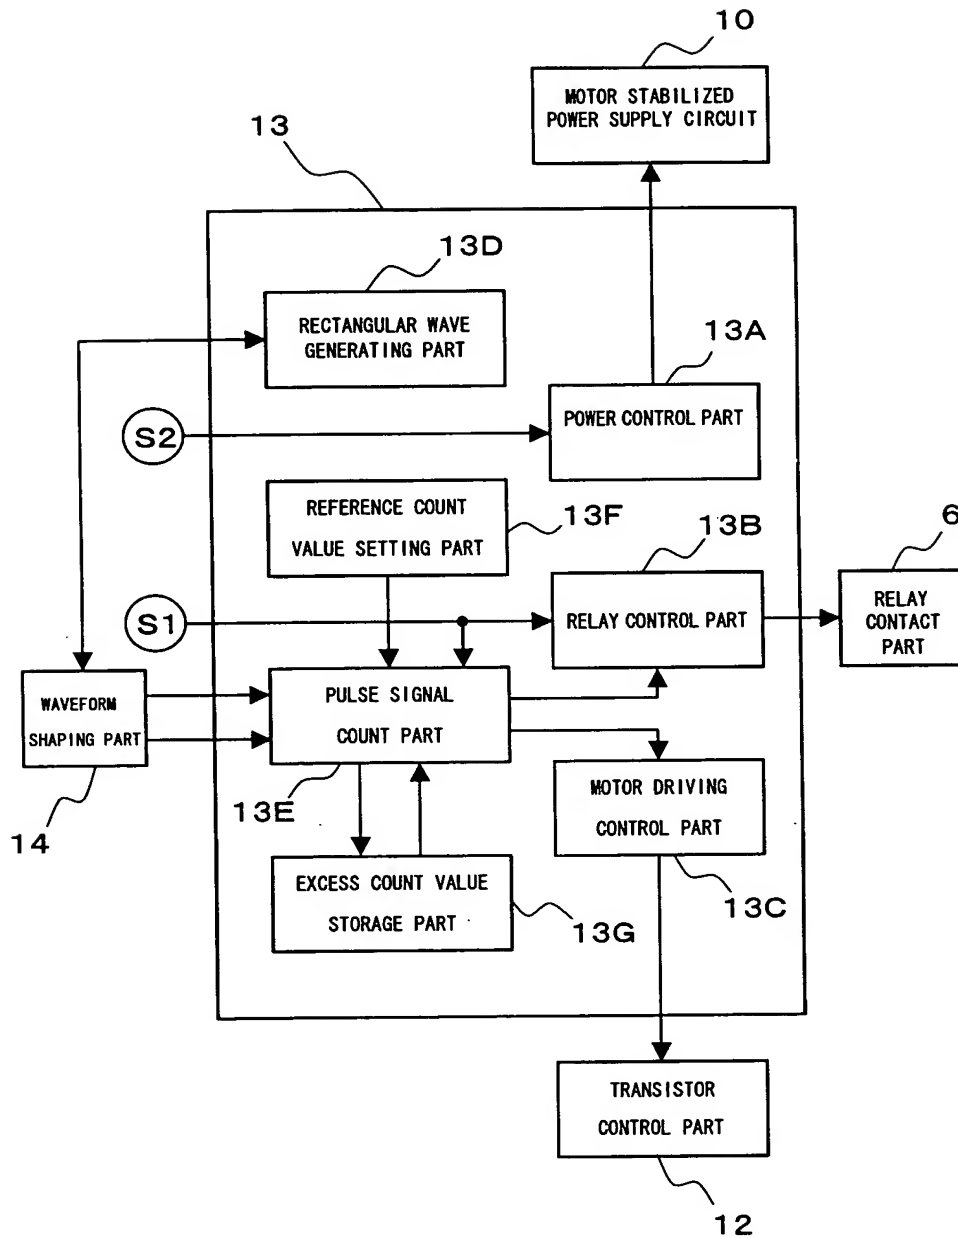 10
MOTOR STABILIZED
POWER SUPPLY CIRCUIT
13
13D
RECTANGULAR WAVE
GENERATING PART
13A
POWER CONTROL PART
S2
REFERENCE COUNT
VALUE SETTING PART
13F
13B
6
S1
RELAY CONTROL PART
RELAY
CONTACT
PART
WAVEFORM
SHAPING PART
14
PULSE SIGNAL
COUNT PART
13E
MOTOR DRIVING
CONTROL PART
13C
EXCESS COUNT VALUE
STORAGE PART
13G
TRANSISTOR
CONTROL PART
12